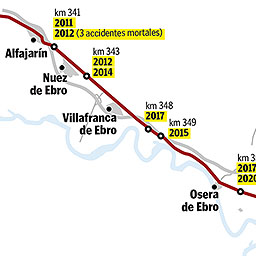 km 341
2011
2012 (3 accidentes mortales)
Alfajarín
km 343
2012
2014
Nuez
de Ebro
Villafranca
de Ebro
km 348
2017
km 349
2015
Osera
de Ebro
km 3
2017
2020